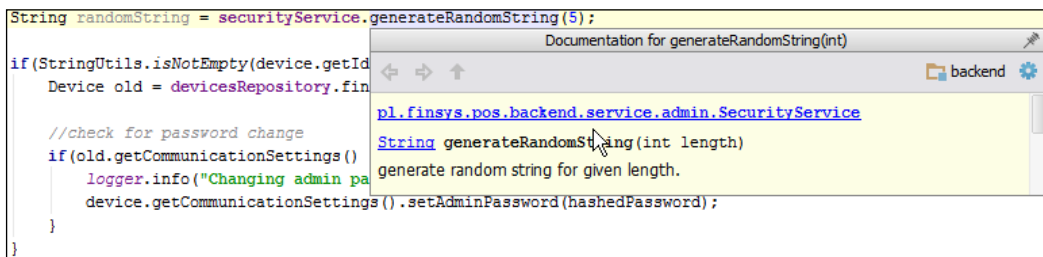 String randomString = securityService.generateRandomString(5);
Documentation for generateRandomString(int)
if(StringUtils.isNotEmpty(device.getId
backend
Device old = devicesRepository.fin
pl.finsys.pos.backend.service.admin.SecurityService
//check for password change
String generateRandomString(int length)
if(old.getCommunicationSettings()
generate random string for given length.
logger.info("Changing admin pa
device.getCommunicationSettings().setAdminPassword(hashedPassword);
}
}